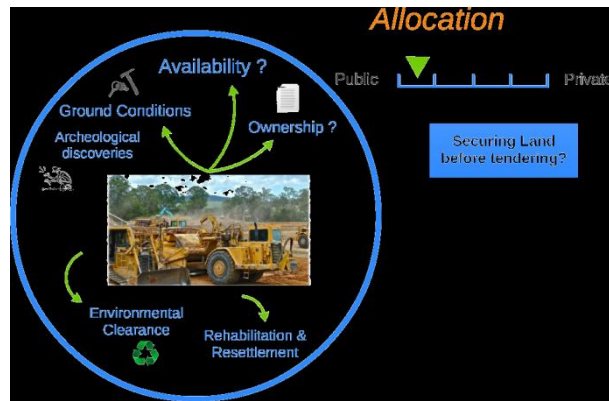 Allocation
Availability ?
Public
Private
Ground Conditions
Ownership ?
Archeological
discoveries
Securing Land
before tendering?
Environmental
Clearance
Rehabilitation &
Resettlement